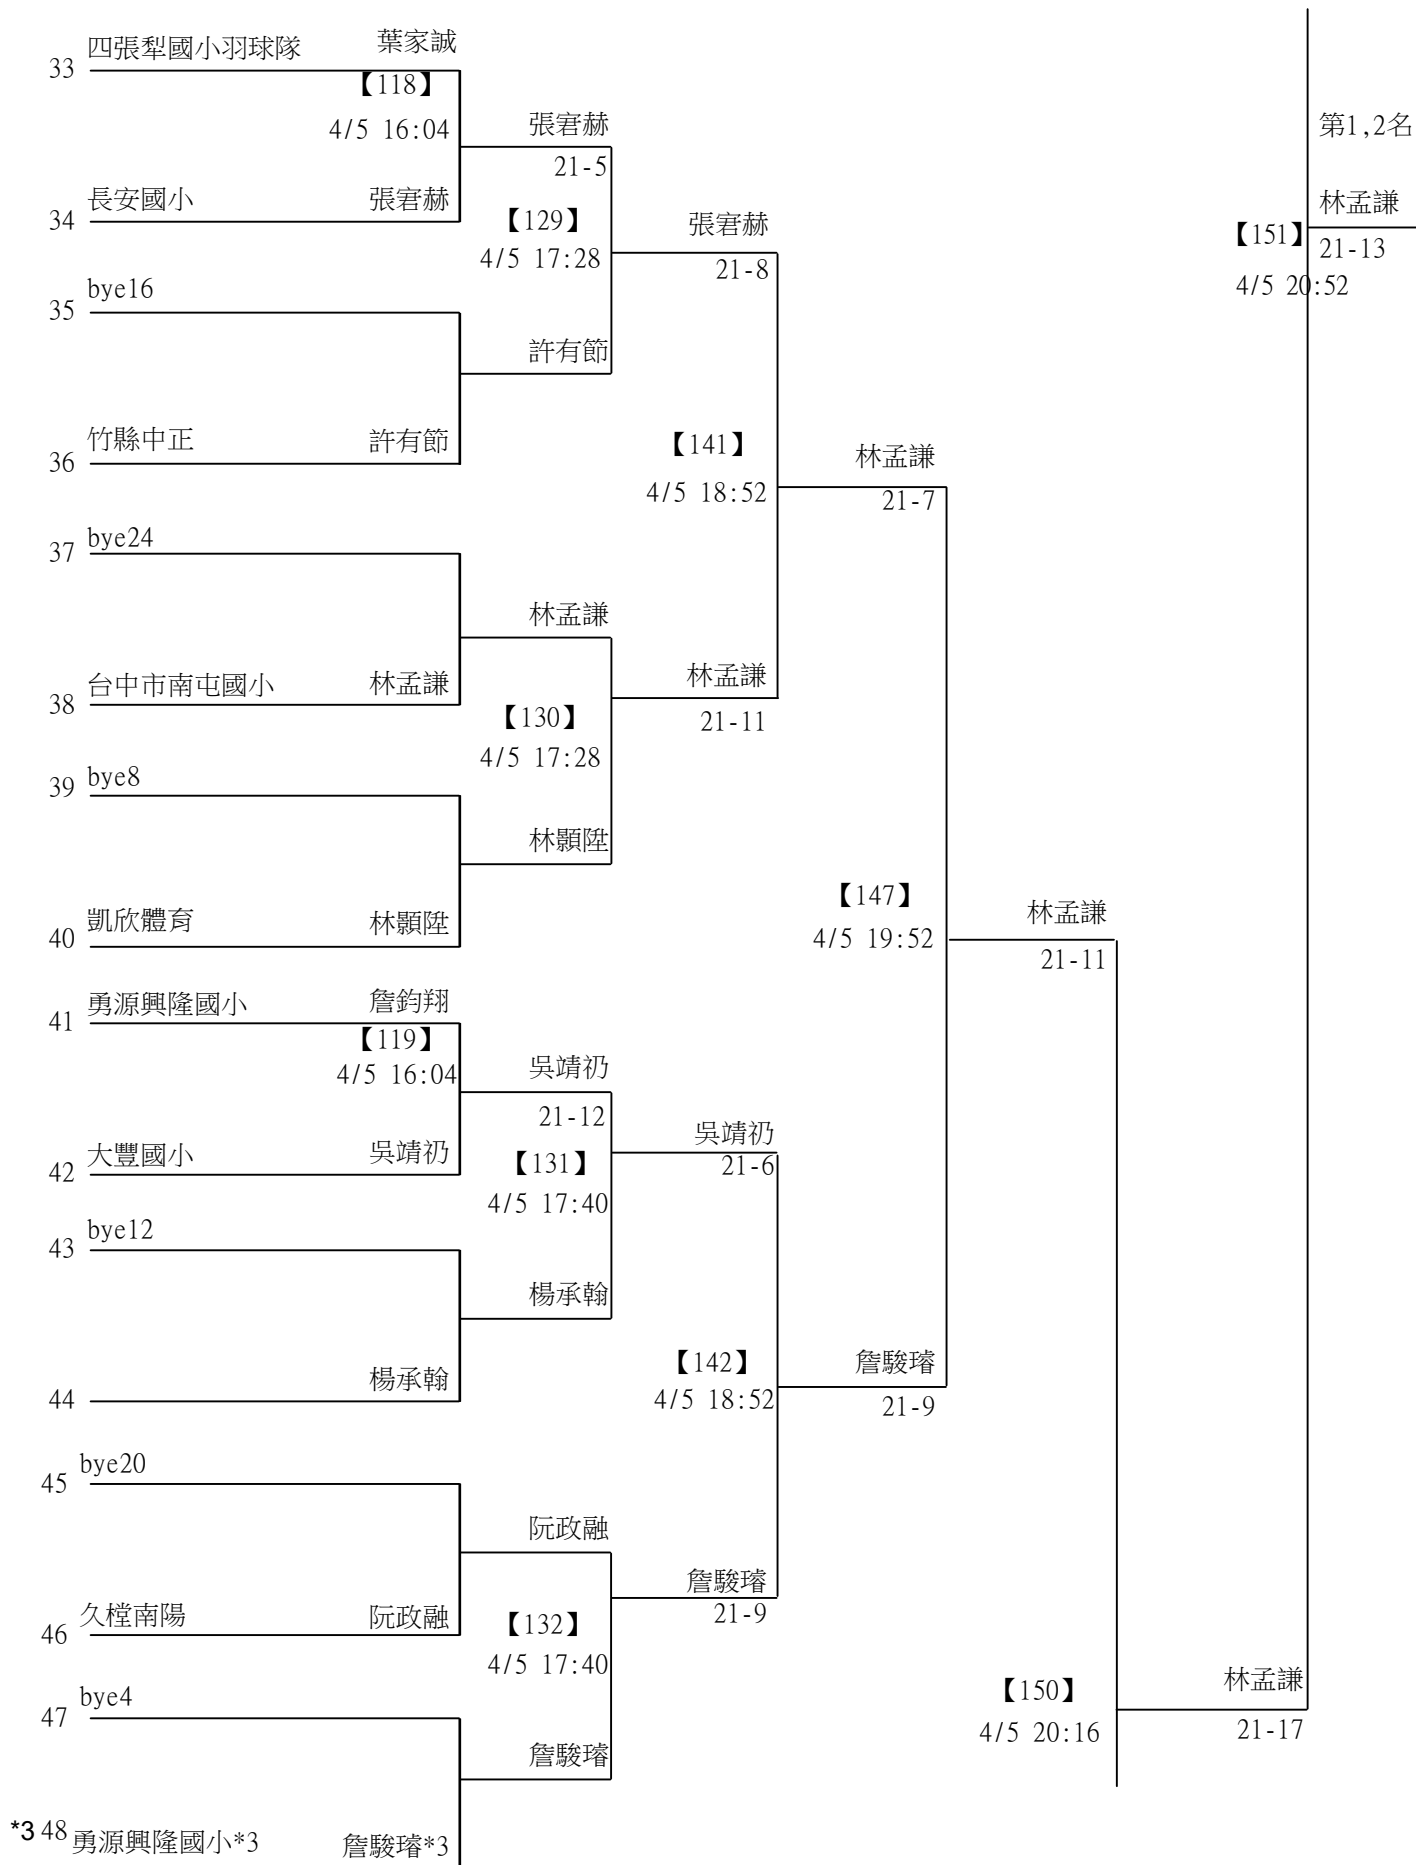 四張犁國小羽球隊 葉家誠
33
【118】
4/5 16:04
張宭赫
21-5
第1,2名
長安國小 張宭赫
34
【129】
4/5 17:28
張宭赫
21-8
林孟謙
【151】
21-13
4/5 20:52
bye16
35
許有節
竹縣中正 許有節
36
【141】
4/5 18:52
林孟謙
21-7
bye24
37
林孟謙
台中市南屯國小 林孟謙
38
【130】
4/5 17:28
林孟謙
21-11
bye8
39
林顥陞
凱欣體育 林顥陞
40
【147】
4/5 19:52
林孟謙
21-11
勇源興隆國小 詹鈞翔
41
【119】
4/5 16:04
吳靖礽
21-12
大豐國小 吳靖礽
42
【131】
4/5 17:40
吳靖礽
21-6
bye12
43
楊承翰
楊承翰
44
【142】
4/5 18:52
詹駿璿
21-9
bye20
45
阮政融
久樘南陽 阮政融
46
【132】
4/5 17:40
詹駿璿
21-9
bye4
47
詹駿璿
【150】
4/5 20:16
林孟謙
21-17
*3 48 勇源興隆國小*3 詹駿璿*3